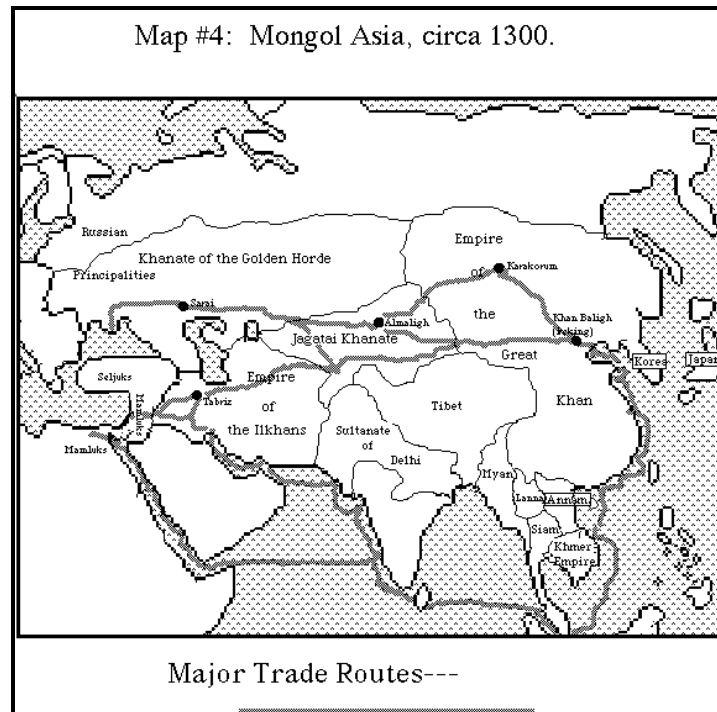 Map #4: Mongol Asia, circa 1300.
Russian
Principalities
Khanate of the Golden Horde
Empire
of
the
Great
Khan
Karakorum
Sarai
Almaligh
Khan Baligh
(Peking)
Jagatai Khanate
Korea
Japan
Seljuks
Mamluks
Tabriz
Empire
of
the Ilkhans
Tibet
Mamluks
Sultanate
of
Delhi
Myan
Lanna
Annam
Siam
Khmer
Empire
Major Trade Routes---